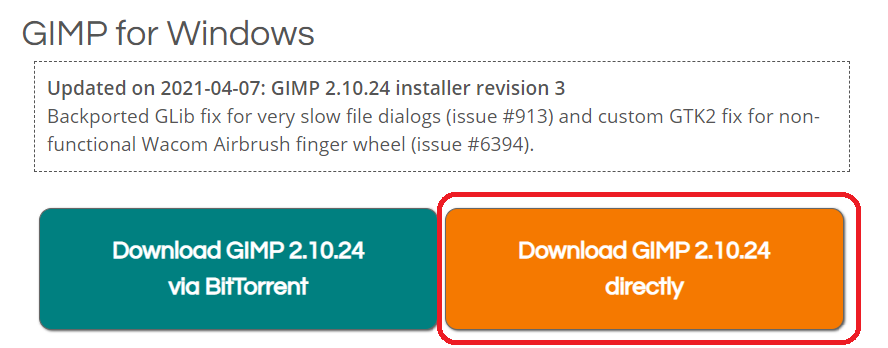 GIMP for Windows
Updated on 2021-04-07: GIMP 2.10.24 installer revision 3
Backported GLib fix for very slow file dialogs (issue #913) and custom GTK2 fix for non-
functional Wacom Airbrush finger wheel (issue #6394).
Download GIMP 2.10.24
via BitTorrent
Download GIMP 2.10.24
directly